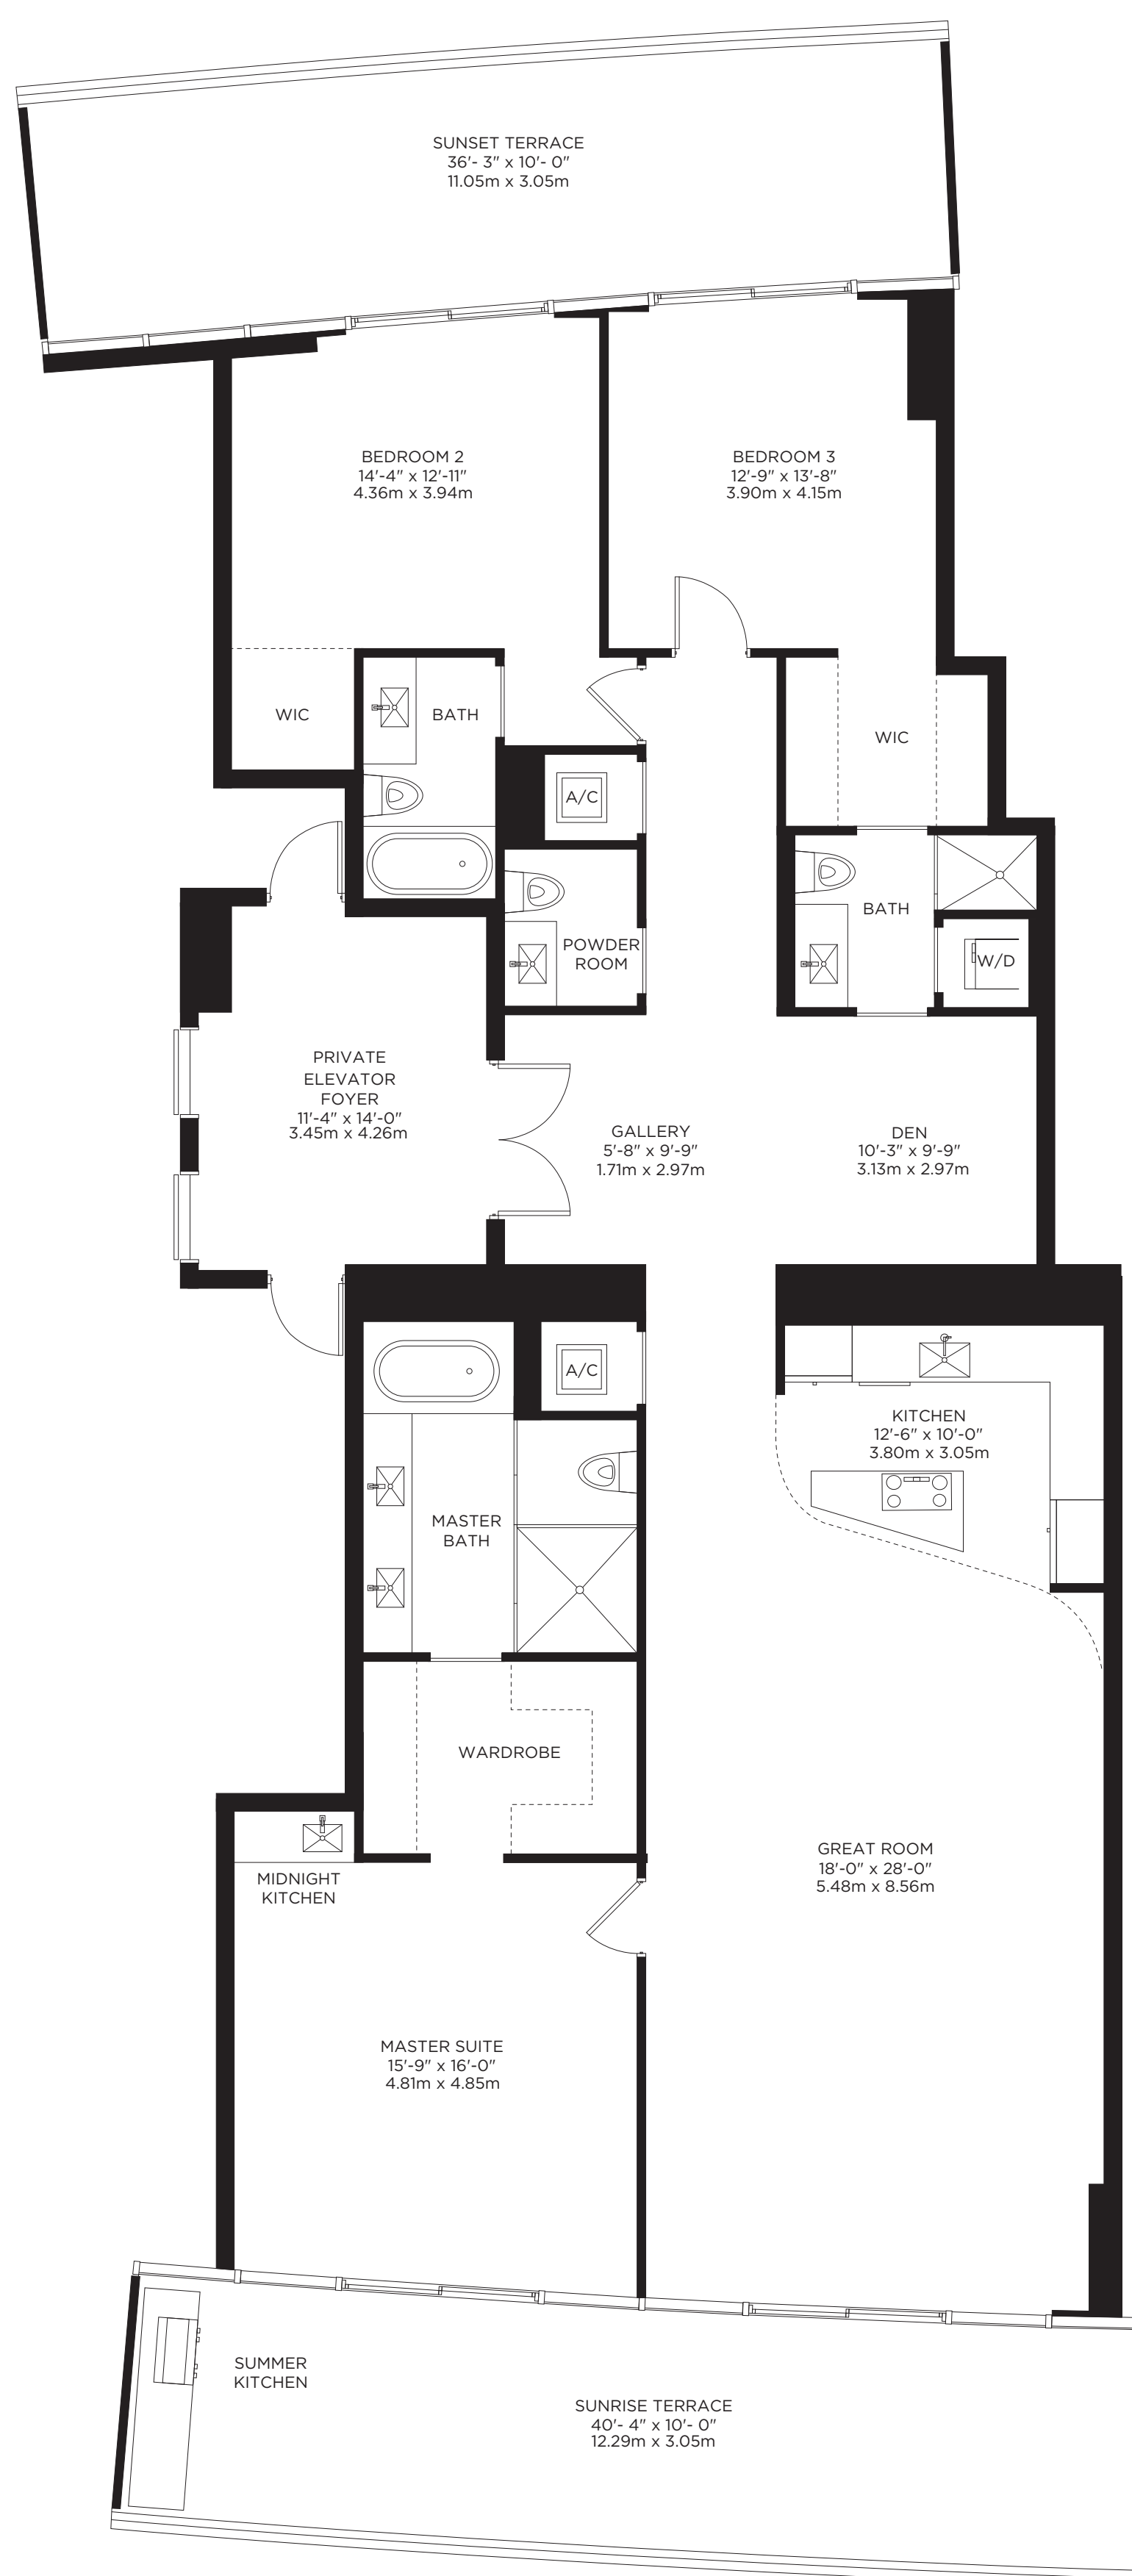 SUNSET TERRACE
36'- 3" x 10'- 0"
11.05m x 3.05m
BEDROOM 2
14'-4" x 12'-11"
4.36m x 3.94m
BEDROOM 3
12'-9" x 13'-8"
3.90m x 4.15m
WIC
BATH
WIC
A/C
BATH
POWDER
ROOM
W/D
PRIVATE
ELEVATOR
FOYER
11'-4" x 14'-0"
3.45m x 4.26m
GALLERY
5'-8" x 9'-9"
1.71m x 2.97m
DEN
10'-3" x 9'-9"
3.13m x 2.97m
A/C
KITCHEN
12'-6" x 10'-0"
3.80m x 3.05m
MASTER
BATH
WARDROBE
MIDNIGHT
KITCHEN
GREAT ROOM
18'-0" x 28'-0"
5.48m x 8.56m
MASTER SUITE
15'-9" x 16'-0"
4.81m x 4.85m
SUMMER
KITCHEN
SUNRISE TERRACE
40'- 4" x 10'- 0"
12.29m x 3.05m